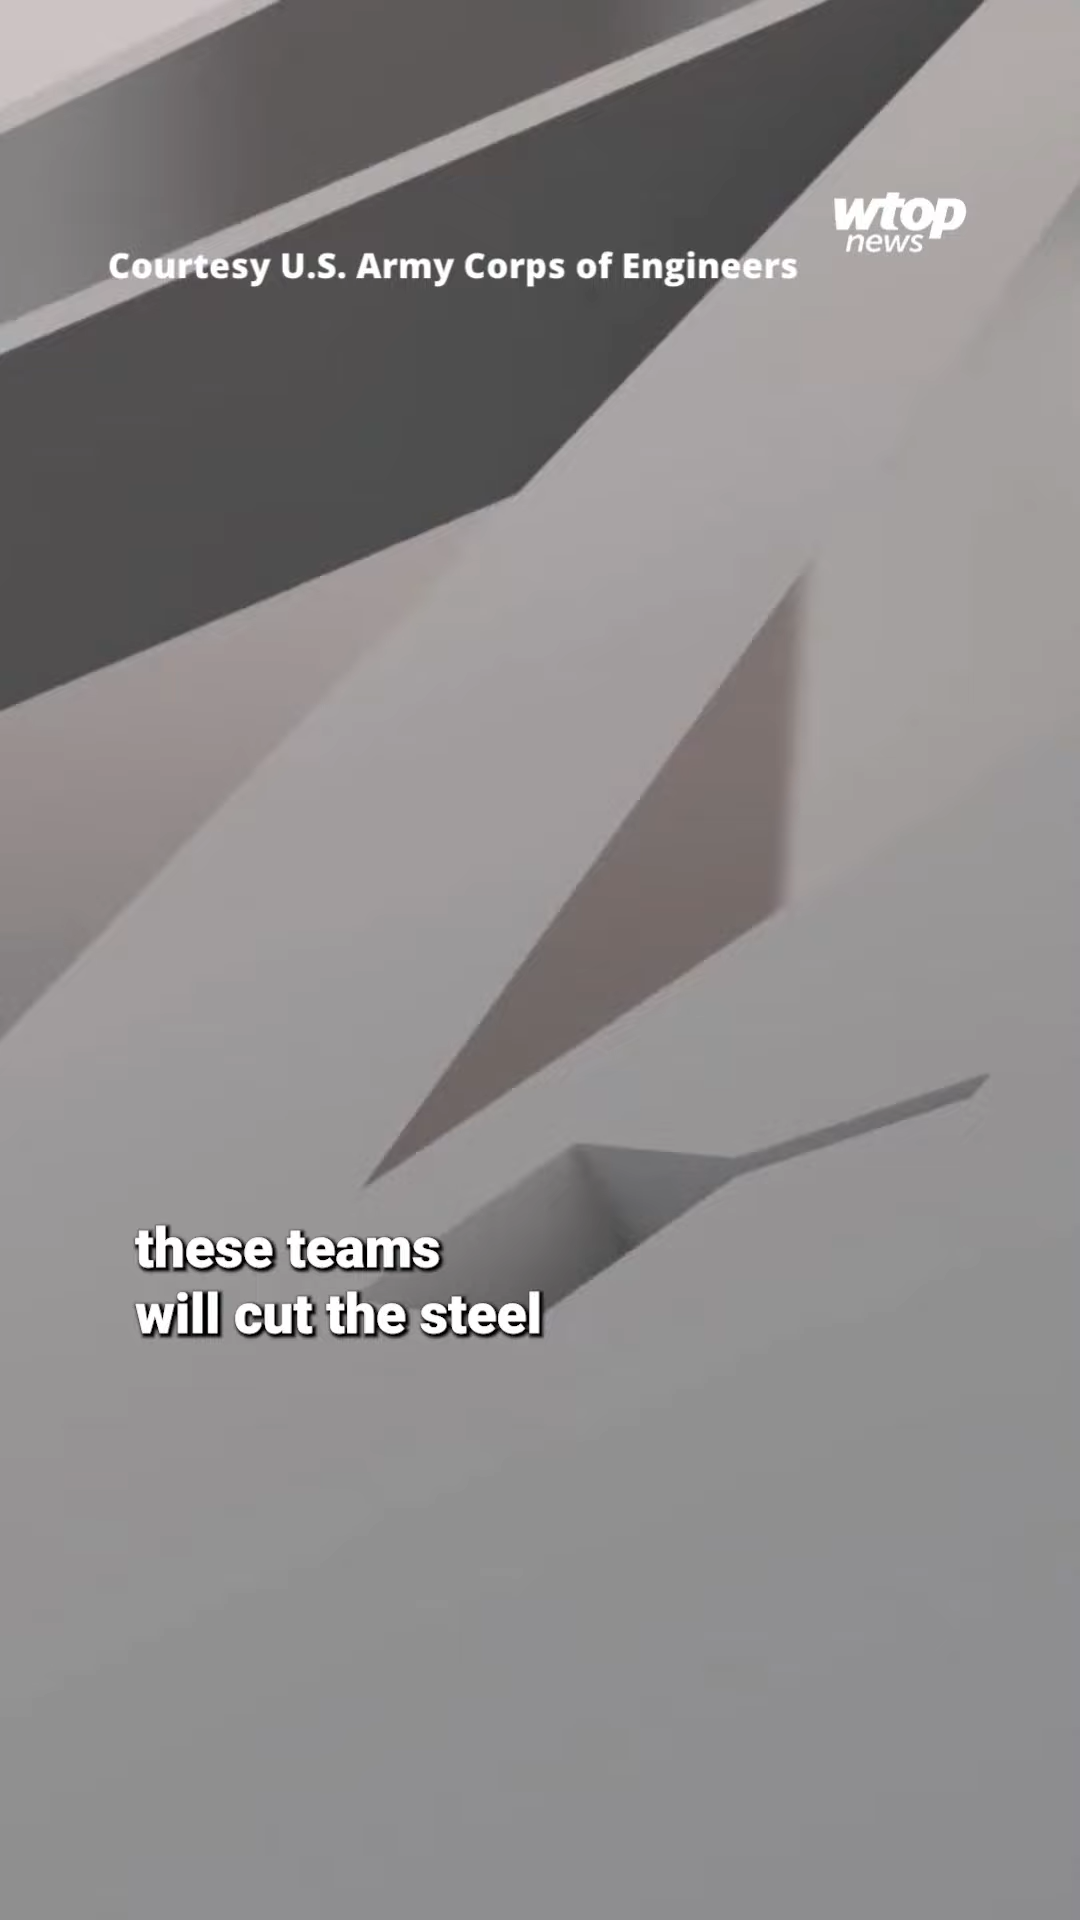 wtop
news
Courtesy U.S. Army Corps of Engineers
these teams
will cut the steel